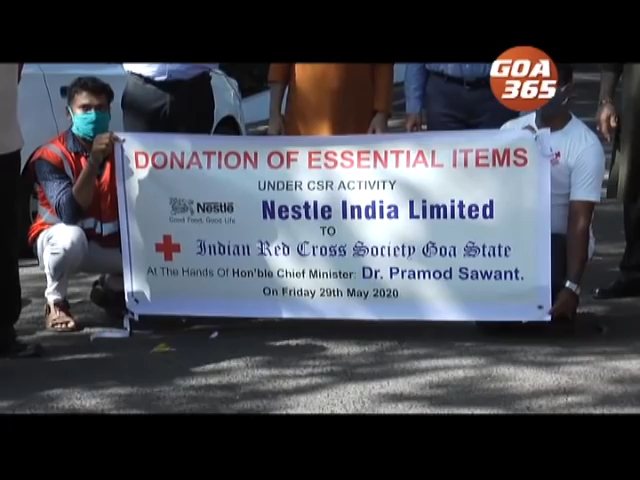 GOA
365
DONATION OF ESSENTIAL ITEMS
UNDER CSR ACTIVITY
Nestle
Good Food, Good Life
Nestle India Limited
TO
Indian Red Cross Society Goa State
At The Hands Of Hon'ble Chief Minister: Dr. Pramod Sawant.
On Friday 29th May 2020